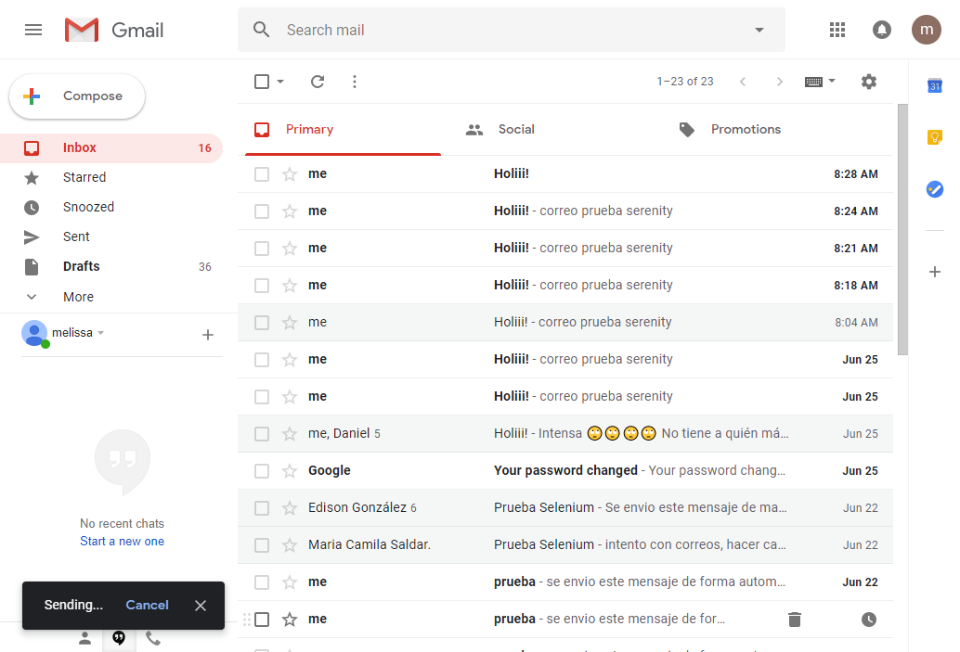 Gmail
Search mail
m
Compose
1–23 of 23
31
Inbox 16
Starred
Snoozed
Sent
Drafts 36
More
melissa
No recent chats
Start a new one
Sending... Cancel
Primary Social Promotions
me Holiii! 8:28 AM
me Holiii! - correo prueba serenity 8:24 AM
me Holiii! - correo prueba serenity 8:21 AM
me Holiii! - correo prueba serenity 8:18 AM
me Holiii! - correo prueba serenity 8:04 AM
me Holiii! - correo prueba serenity Jun 25
me Holiii! - correo prueba serenity Jun 25
me, Daniel 5 Holiii! - Intensa 🙄🙄🙄🙄 No tiene a quién má… Jun 25
Google Your password changed - Your password chang… Jun 25
Edison González 6 Prueba Selenium - Se envio este mensaje de ma… Jun 22
Maria Camila Saldar. Prueba Selenium - intento con correos, hacer ca… Jun 22
me prueba - se envio este mensaje de forma autom… Jun 22
me prueba - se envio este mensaje de for…